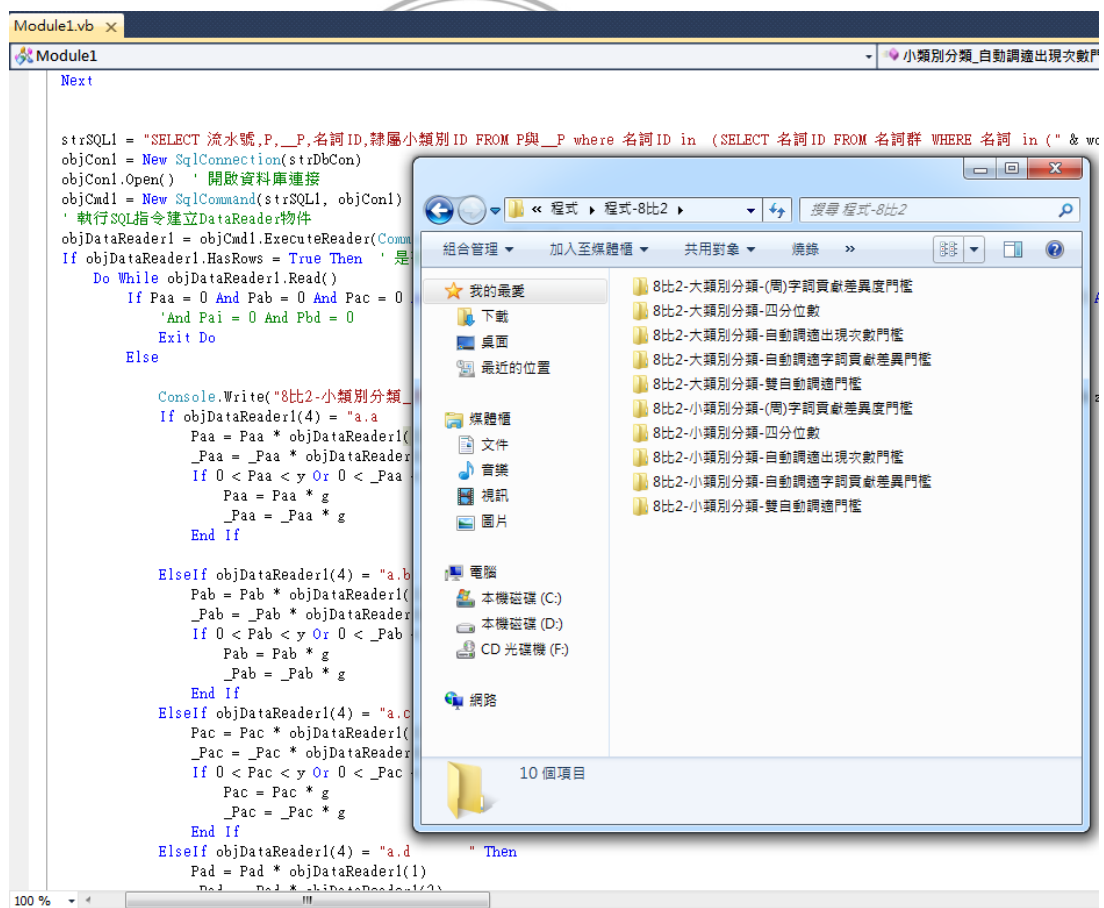 Module1.vb
Module1
小類別分類_自動調適出現次數門
Next
strSQL1 = "SELECT 流水號,P,__P,名詞ID,隸屬小類別ID FROM P與__P where 名詞ID in  (SELECT 名詞ID FROM 名詞群 WHERE 名詞 in (" & wo
objCon1 = New SqlConnection(strDbCon)
objCon1.Open()  ' 開啟資料庫連接
objCmd1 = New SqlCommand(strSQL1, objCon1)
' 執行SQL指令建立DataReader物件
objDataReader1 = objCmd1.ExecuteReader(Comm
If objDataReader1.HasRows = True Then  ' 是
Do While objDataReader1.Read()
If Paa = 0 And Pab = 0 And Pac = 0
'And Pai = 0 And Pbd = 0
Exit Do
Else
Console.Write("8比2-小類別分類_
If objDataReader1(4) = "a.a
Paa = Paa * objDataReader1(
_Paa = _Paa * objDataReader
If 0 < Paa < y Or 0 < _Paa
Paa = Paa * g
_Paa = _Paa * g
End If
ElseIf objDataReader1(4) = "a.b
Pab = Pab * objDataReader1(
_Pab = _Pab * objDataReader
If 0 < Pab < y Or 0 < _Pab
Pab = Pab * g
_Pab = _Pab * g
End If
ElseIf objDataReader1(4) = "a.c
Pac = Pac * objDataReader1(
_Pac = _Pac * objDataReader
If 0 < Pac < y Or 0 < _Pac
Pac = Pac * g
_Pac = _Pac * g
End If
ElseIf objDataReader1(4) = "a.d       " Then
Pad = Pad * objDataReader1(1)
_Pad = _Pad * objDataReader1(2)
100 %
« 程式 ▸ 程式-8比2 ▸
搜尋 程式-8比2
組合管理 ▼ 加入至媒體櫃 ▼ 共用對象 ▼ 燒錄 »
我的最愛
下載
桌面
最近的位置
媒體櫃
文件
音樂
視訊
圖片
電腦
本機磁碟 (C:)
本機磁碟 (D:)
CD 光碟機 (F:)
網路
8比2-大類別分類-(周)字詞貢獻差異度門檻
8比2-大類別分類-四分位數
8比2-大類別分類-自動調適出現次數門檻
8比2-大類別分類-自動調適字詞貢獻差異門檻
8比2-大類別分類-雙自動調適門檻
8比2-小類別分類-(周)字詞貢獻差異度門檻
8比2-小類別分類-四分位數
8比2-小類別分類-自動調適出現次數門檻
8比2-小類別分類-自動調適字詞貢獻差異門檻
8比2-小類別分類-雙自動調適門檻
10 個項目